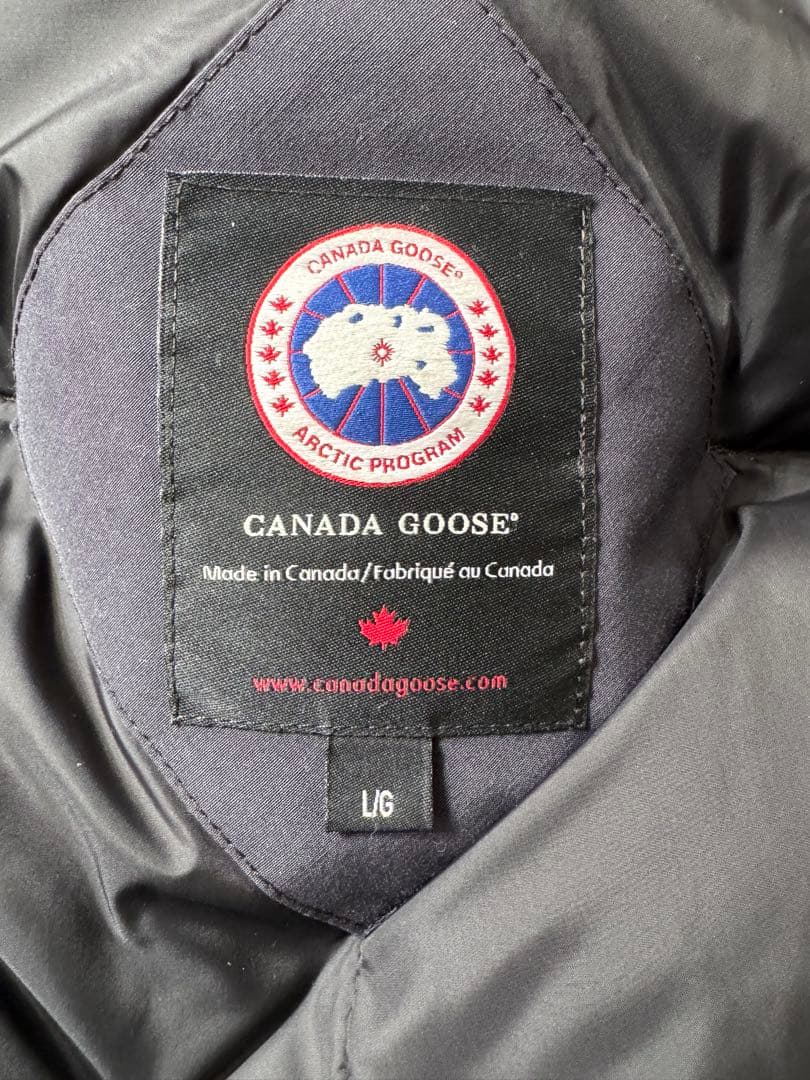 CANADA GOOSE®
ARCTIC PROGRAM
CANADA GOOSE®
Made in Canada/Fabriqué au Canada
www.canadagoose.com
L/G